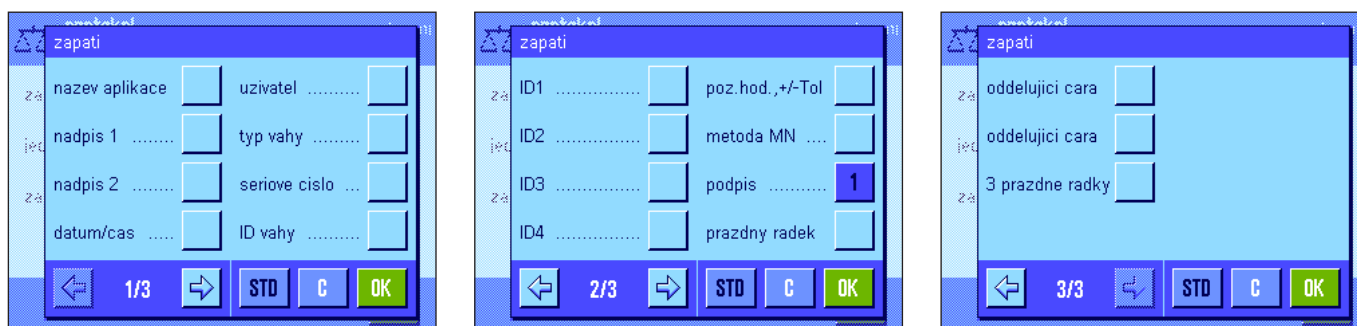 zapati
nazev aplikace
uzivatel ..........
nadpis 1 ........
typ vahy .........
nadpis 2 ........
seriove cislo ...
datum/cas .....
ID vahy ..........
1/3
STD
C
OK
zapati
ID1 ................
poz.hod.,+/-Tol
ID2 ................
metoda MN ....
ID3 ................
podpis ...........
1
ID4 ................
prazdny radek
2/3
STD
C
OK
zapati
oddelujici cara
oddelujici cara
3 prazdne radky
3/3
STD
C
OK